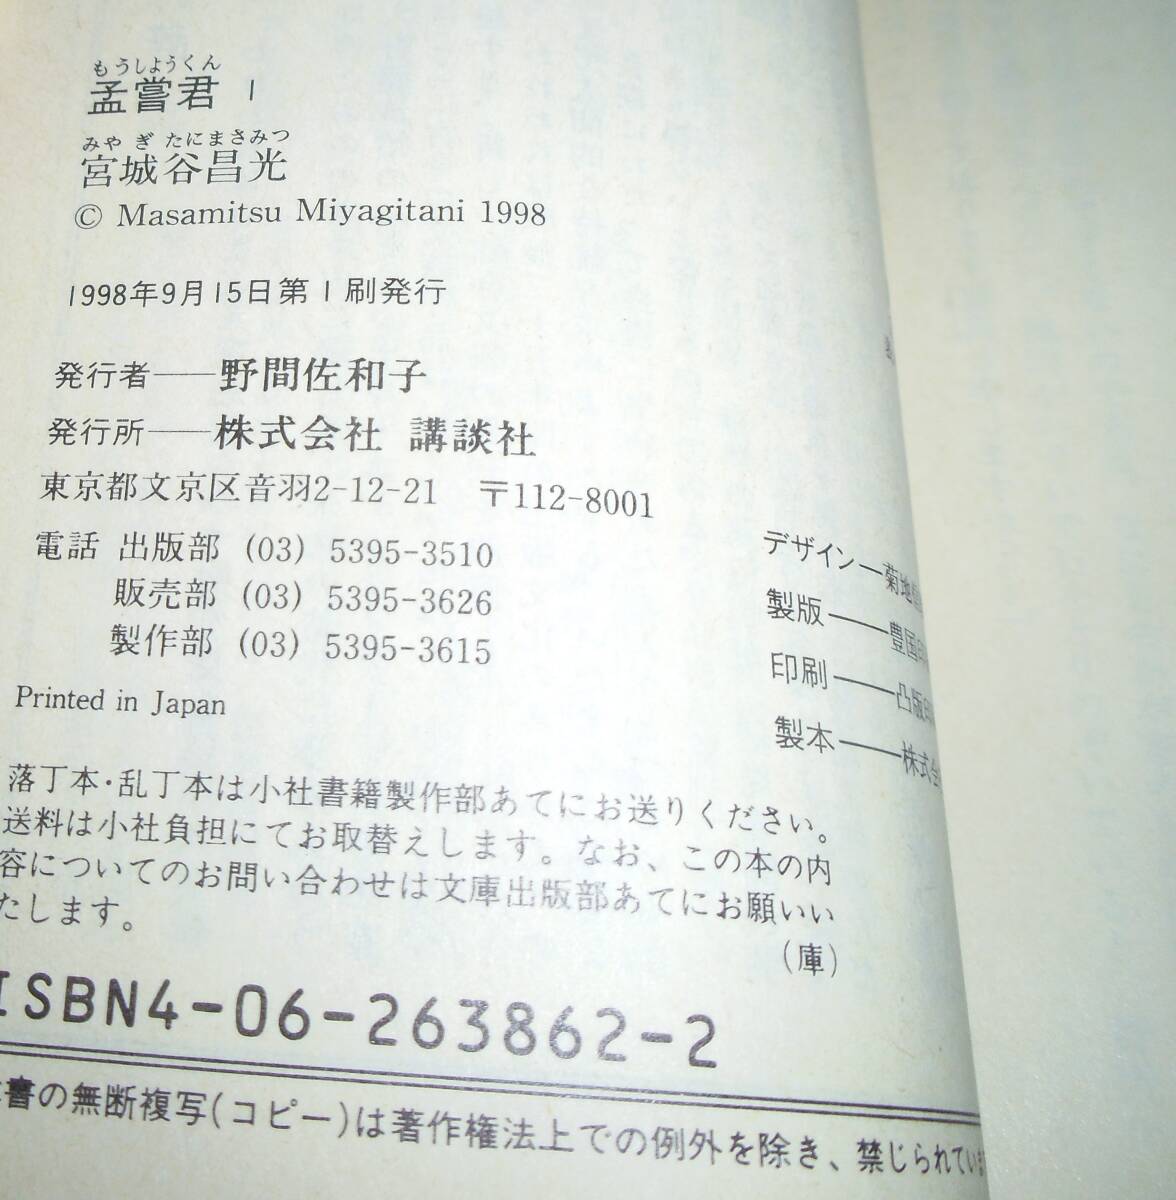 もうしようくん
孟嘗君 1
みやぎたにまさみつ
宮城谷昌光
© Masamitsu Miyagitani 1998
1998年9月15日第1刷発行
発行者——野間佐和子
発行所——株式会社 講談社
東京都文京区音羽2-12-21 〒112-8001
電話 出版部 (03) 5395-3510
販売部 (03) 5395-3626
製作部 (03) 5395-3615
Printed in Japan
デザイン—菊地
製版——豊国
印刷——凸版印
製本——株式会
落丁本・乱丁本は小社書籍製作部あてにお送りください。
送料は小社負担にてお取替えします。なお、この本の内
容についてのお問い合わせは文庫出版部あてにお願いい
たします。
(庫)
ISBN4-06-263862-2
書の無断複写(コピー)は著作権法上での例外を除き、禁じられていま